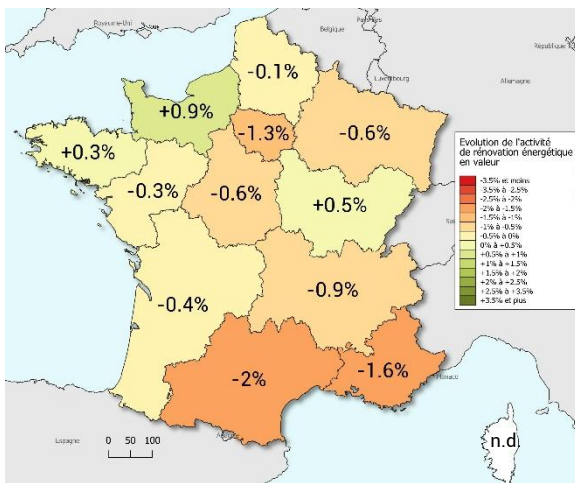 Royaume-Uni
Belgique
Luxembourg
Allemagne
République
-0.1%
+0.9%
-1.3%
-0.6%
+0.3%
-0.3%
-0.6%
+0.5%
-0.4%
-0.9%
-2%
-1.6%
Monaco
n.d.
Espagne
0 50 100
Evolution de l'activité
de rénovation énergétique
en valeur
-3.5% et moins
-3.5% à -2.5%
-2.5% à -2%
-2% à -1.5%
-1.5% à -1%
-1% à -0.5%
-0.5% à 0%
0% à +0.5%
+0.5% à +1%
+1% à +1.5%
+1.5% à +2%
+2% à +2.5%
+2.5% à +3.5%
+3.5% et plus